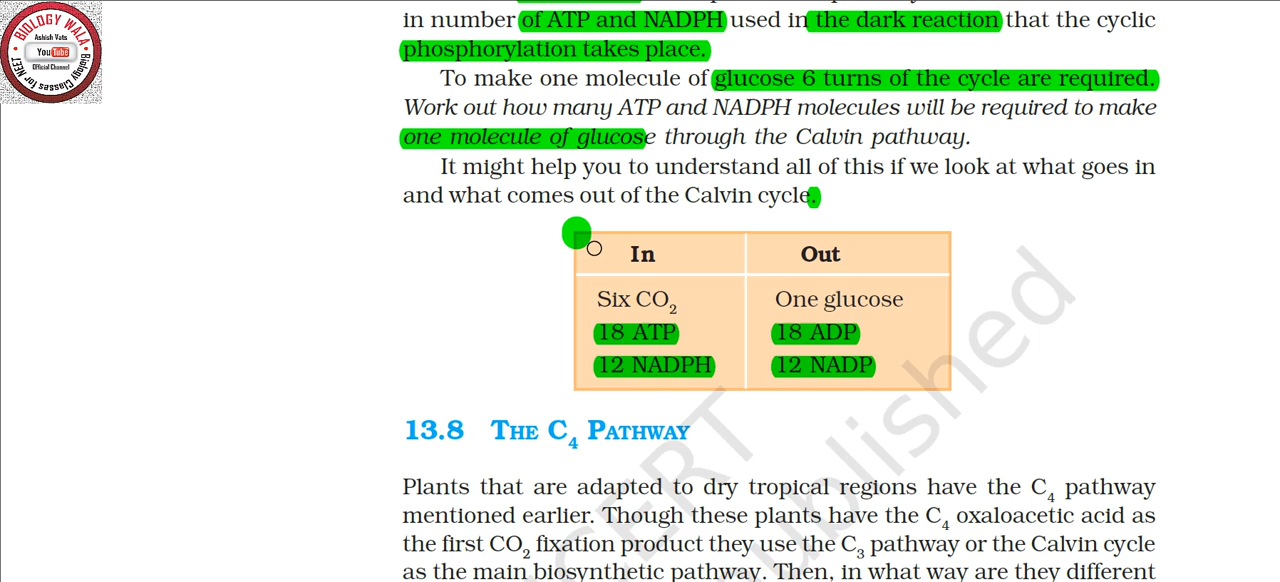 BIOLOGY WALA
Ashish Vats
YouTube
Official Channel
Biology Classes for NEET
in number of ATP and NADPH used in the dark reaction that the cyclic
phosphorylation takes place.
To make one molecule of glucose 6 turns of the cycle are required.
Work out how many ATP and NADPH molecules will be required to make
one molecule of glucose through the Calvin pathway.
It might help you to understand all of this if we look at what goes in
and what comes out of the Calvin cycle.
In Out
Six CO₂ One glucose
18 ATP 18 ADP
12 NADPH 12 NADP
13.8 THE C₄ PATHWAY
Plants that are adapted to dry tropical regions have the C₄ pathway
mentioned earlier. Though these plants have the C₄ oxaloacetic acid as
the first CO₂ fixation product they use the C₃ pathway or the Calvin cycle
as the main biosynthetic pathway. Then, in what way are they different